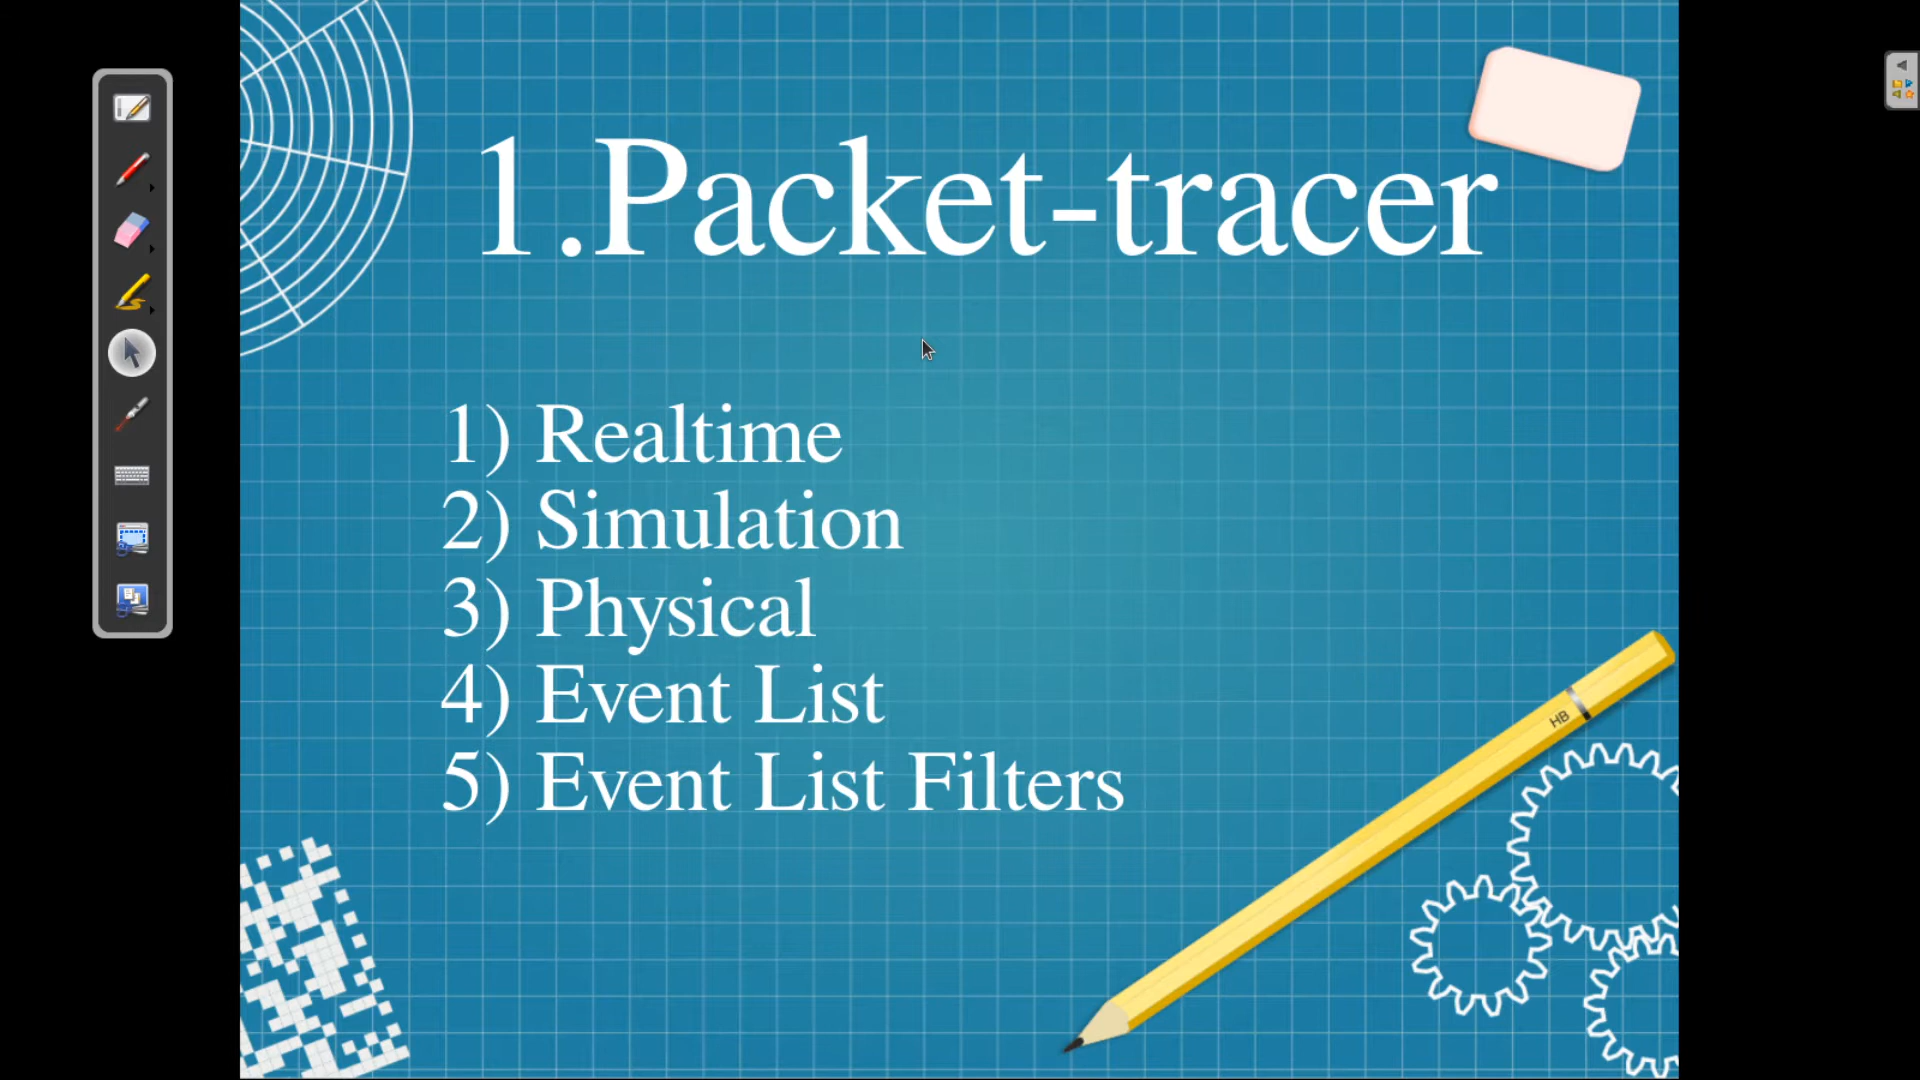 1.Packet-tracer
1) Realtime
2) Simulation
3) Physical
4) Event List
5) Event List Filters
HB